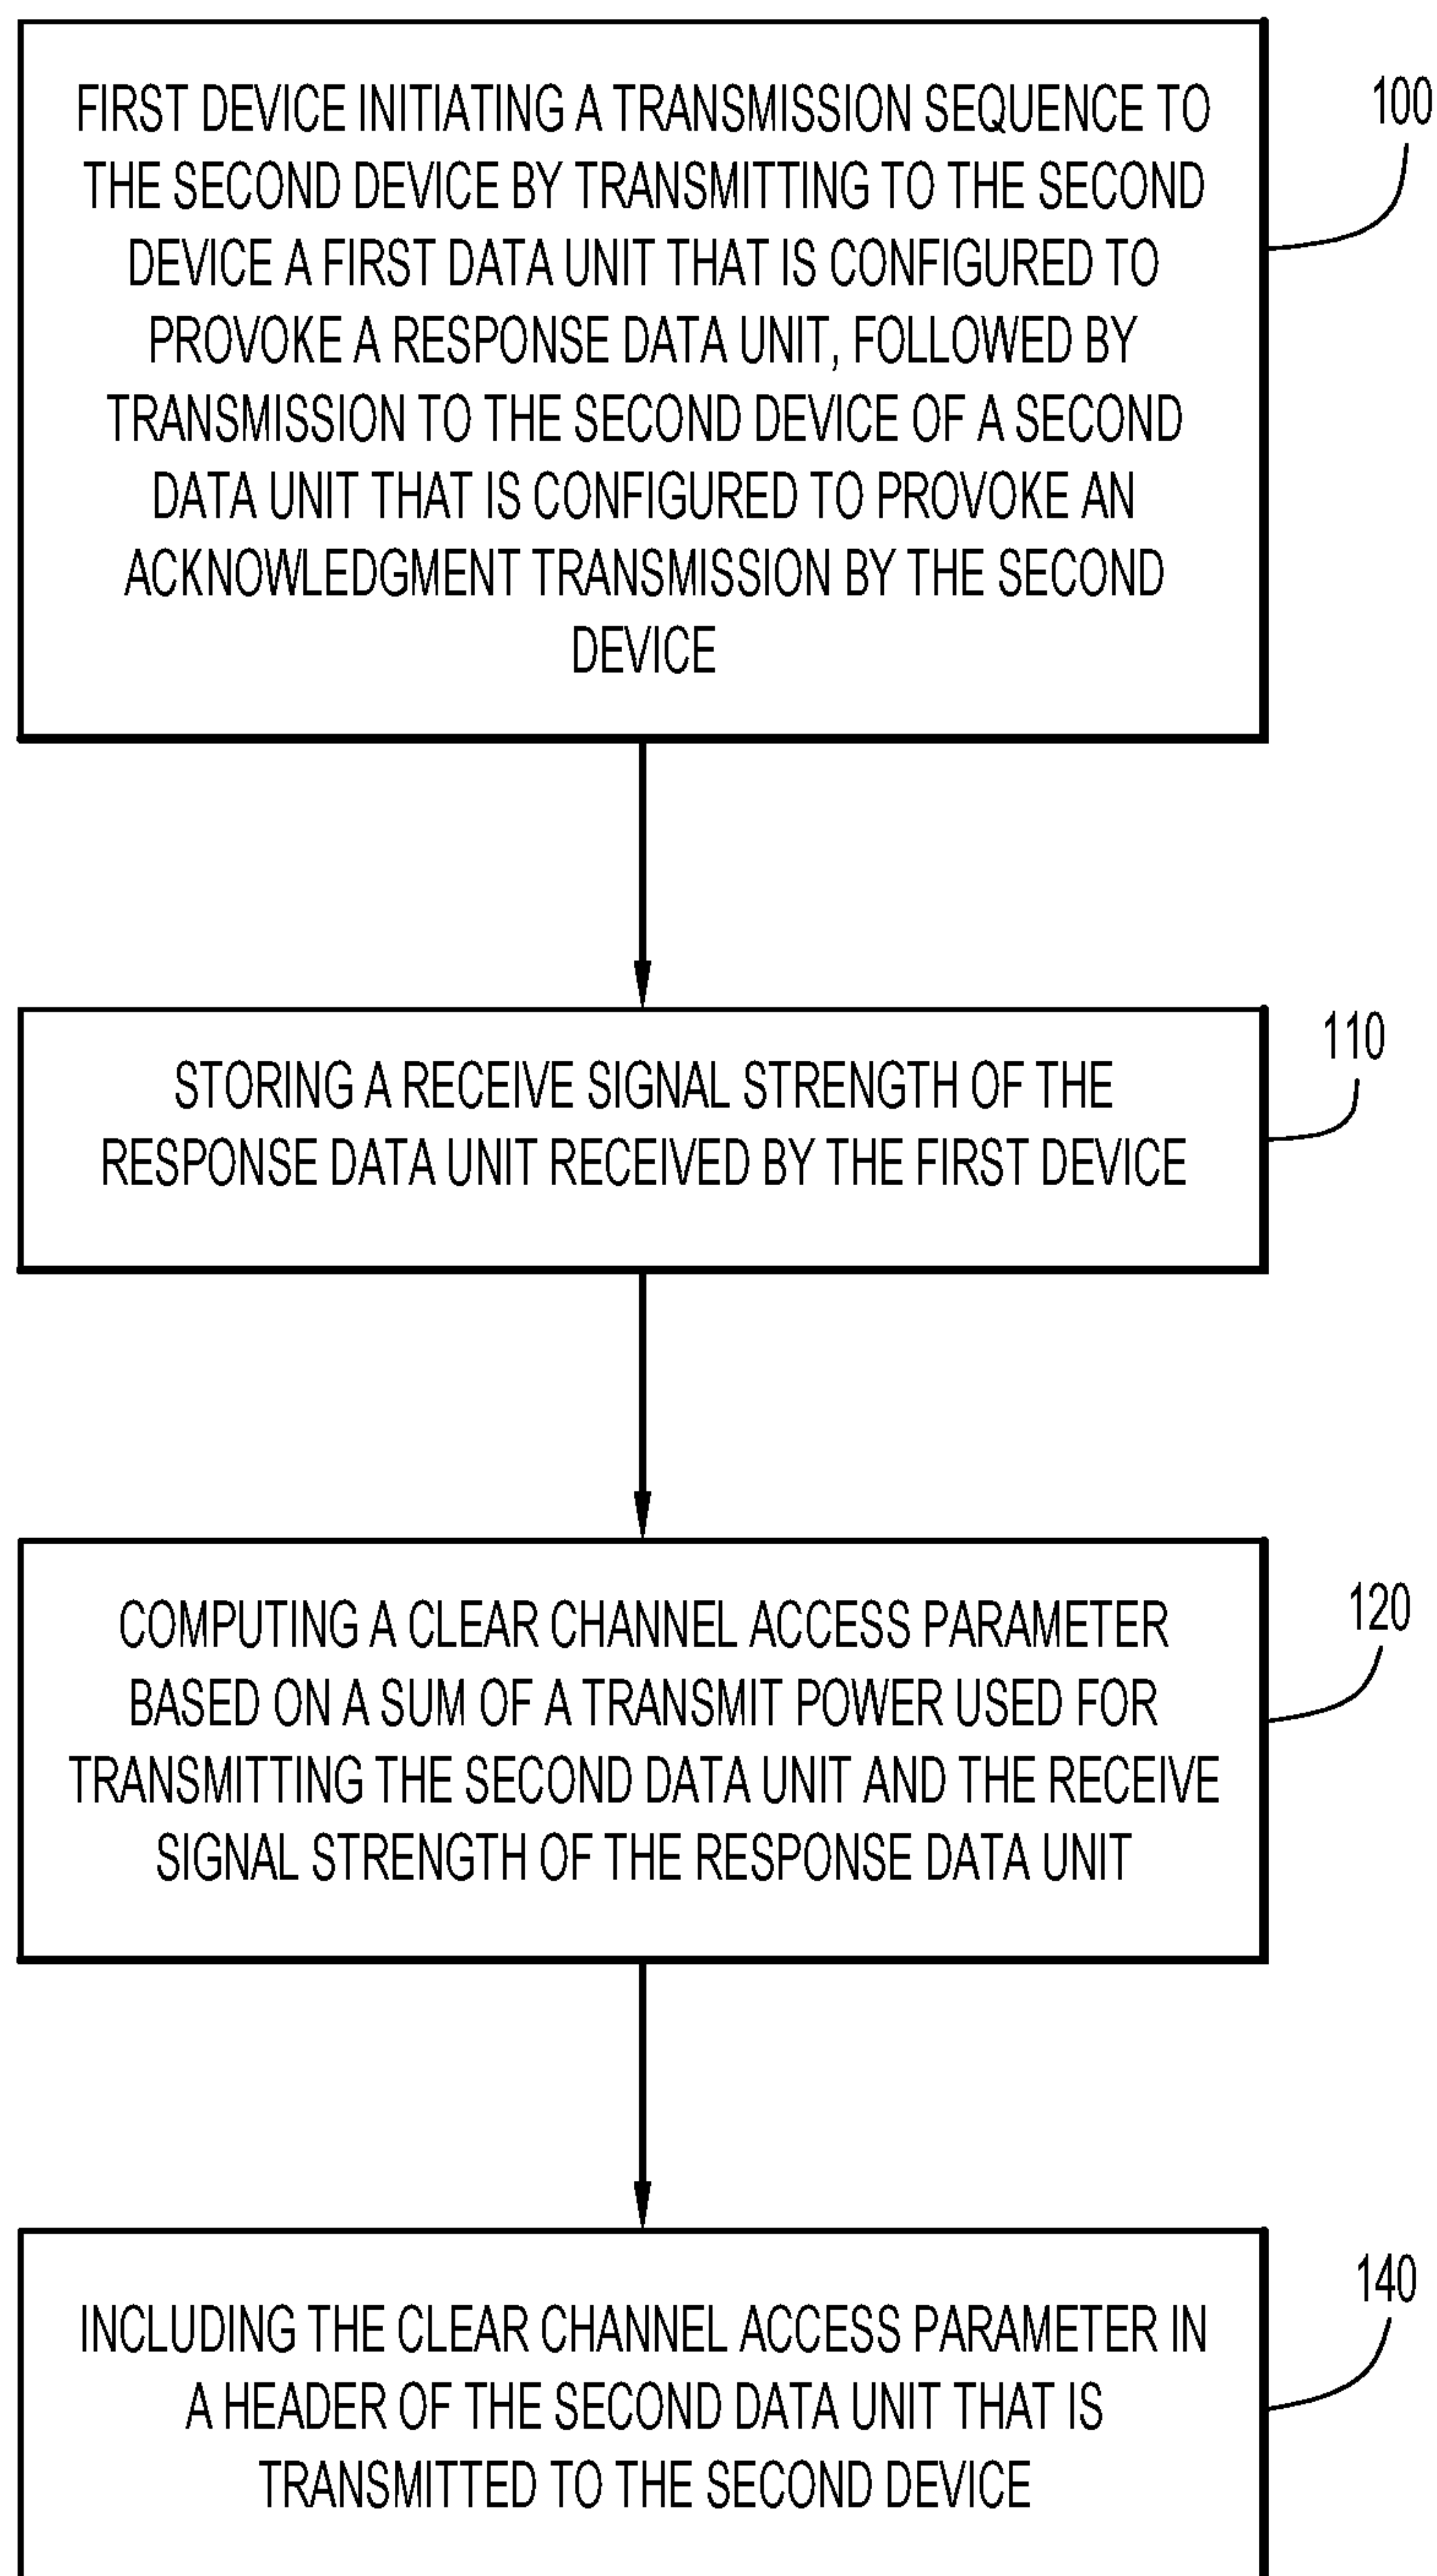 FIRST DEVICE INITIATING A TRANSMISSION SEQUENCE TO
THE SECOND DEVICE BY TRANSMITTING TO THE SECOND
DEVICE A FIRST DATA UNIT THAT IS CONFIGURED TO
PROVOKE A RESPONSE DATA UNIT, FOLLOWED BY
TRANSMISSION TO THE SECOND DEVICE OF A SECOND
DATA UNIT THAT IS CONFIGURED TO PROVOKE AN
ACKNOWLEDGMENT TRANSMISSION BY THE SECOND
DEVICE
100
STORING A RECEIVE SIGNAL STRENGTH OF THE
RESPONSE DATA UNIT RECEIVED BY THE FIRST DEVICE
110
COMPUTING A CLEAR CHANNEL ACCESS PARAMETER
BASED ON A SUM OF A TRANSMIT POWER USED FOR
TRANSMITTING THE SECOND DATA UNIT AND THE RECEIVE
SIGNAL STRENGTH OF THE RESPONSE DATA UNIT
120
INCLUDING THE CLEAR CHANNEL ACCESS PARAMETER IN
A HEADER OF THE SECOND DATA UNIT THAT IS
TRANSMITTED TO THE SECOND DEVICE
140